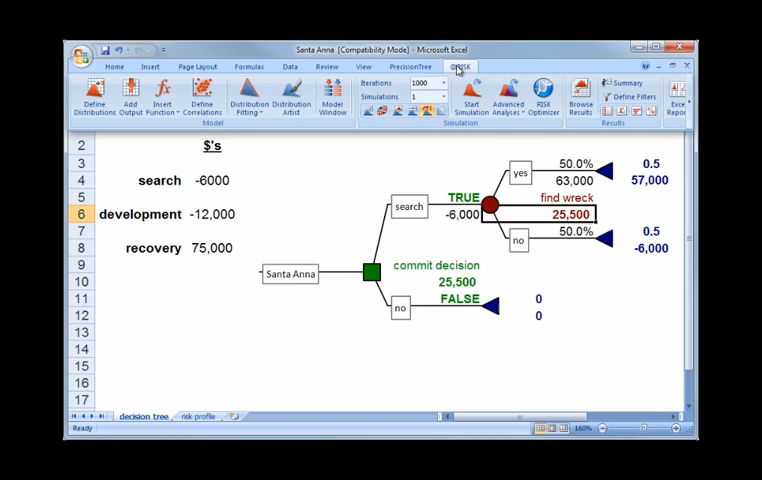 Santa Anna [Compatibility Mode] - Microsoft Excel
Home Insert Page Layout Formulas Data Review View PrecisionTree @RISK
Define Distributions
Add Output
Insert Function
Define Correlations
Distribution Fitting
Distribution Artist
Model Window
Iterations 1000
Simulations 1
Start Simulation
Advanced Analyses
RISK Optimizer
Browse Results
Summary
Define Filters
Model Simulation Results
2 $'s
3 yes 50.0% 0.5
4 search -6000 63,000 57,000
5 search TRUE find wreck
6 development -12,000 -6,000 25,500
7 no 50.0% 0.5
8 recovery 75,000 -6,000
9 Santa Anna commit decision
10 25,500
11 no FALSE 0
12 0
13
14
15
16
17
decision tree risk profile
Ready 160%